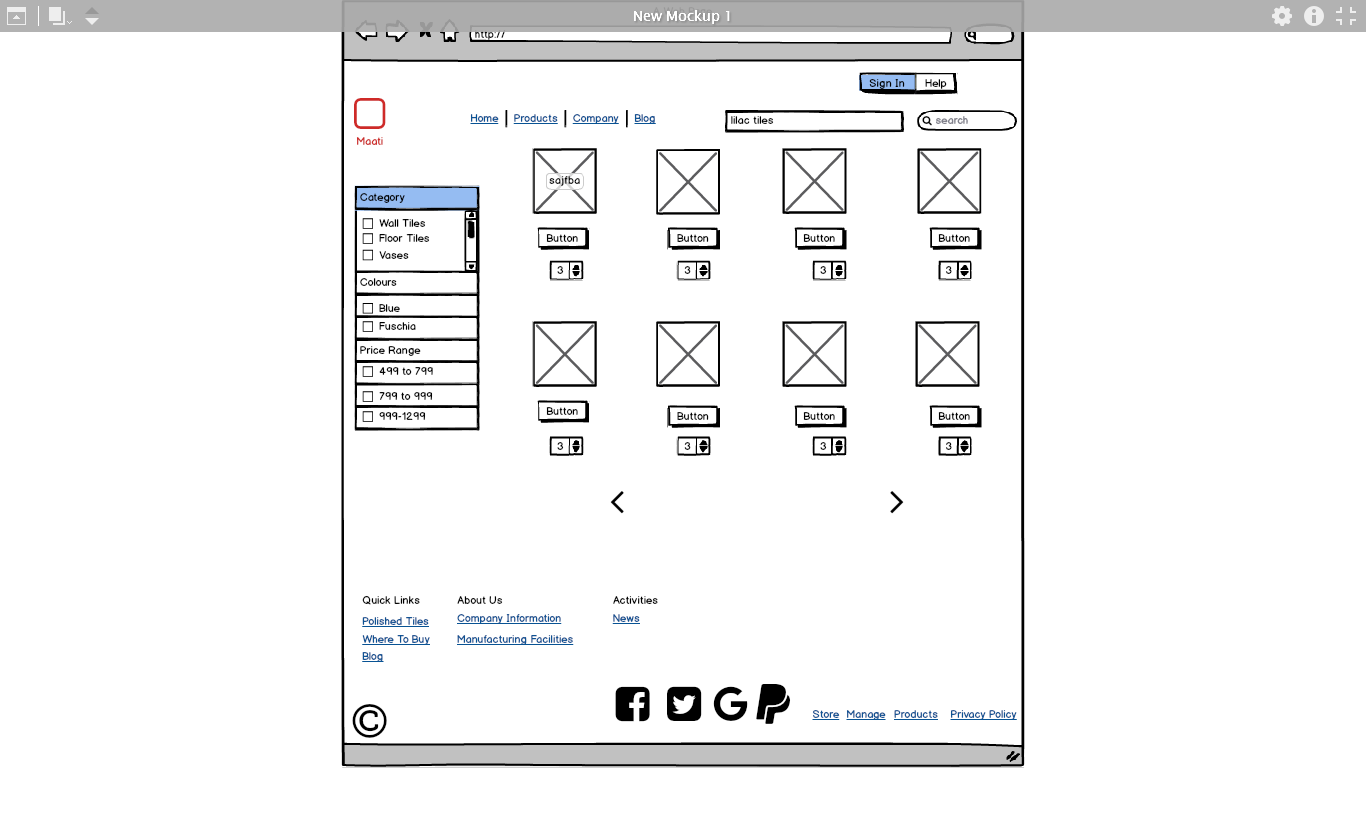 New Mockup 1
http://
Sign In Help
Home Products Company Blog
lilac tiles
search
Maati
sajfba
Category
Wall Tiles
Floor Tiles
Vases
Colours
Blue
Fuschia
Price Range
499 to 799
799 to 999
999-1299
Button Button Button Button
3 3 3 3
Button Button Button Button
3 3 3 3
Quick Links
Polished Tiles
Where To Buy
Blog
About Us
Company Information
Manufacturing Facilities
Activities
News
©
Store Manage Products Privacy Policy